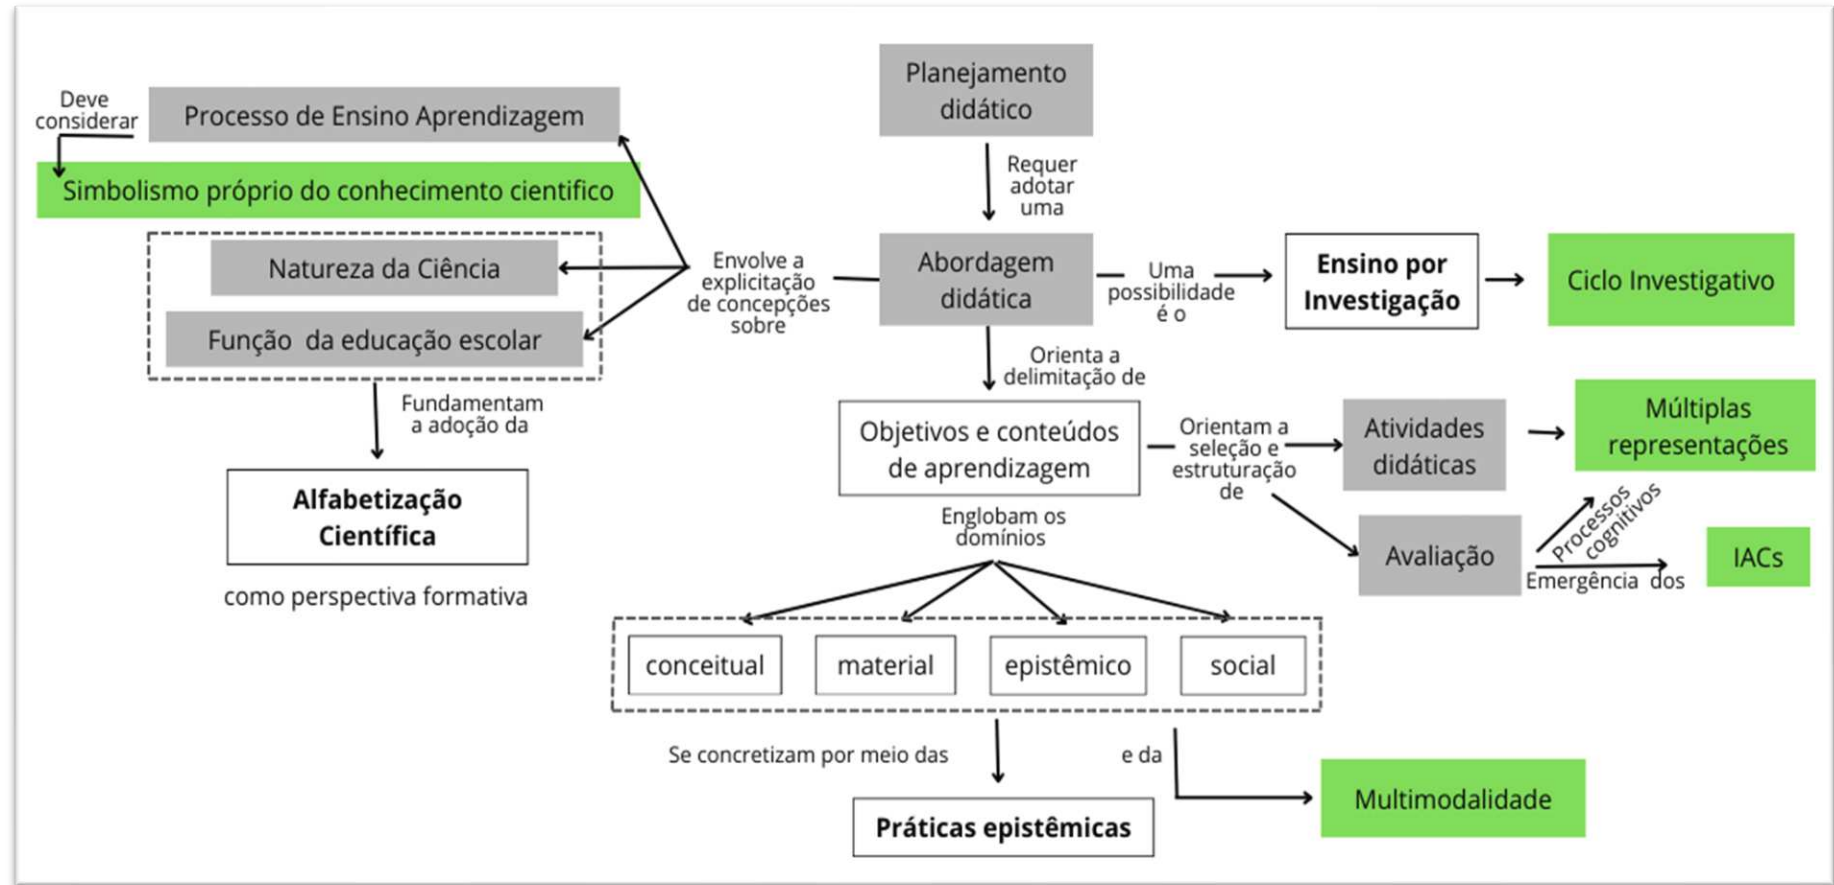 Planejamento
didático
Deve
considerar
Processo de Ensino Aprendizagem
Simbolismo próprio do conhecimento cientifico
Requer
adotar
uma
Natureza da Ciência
Função da educação escolar
Envolve a
explicitação
de concepções
sobre
Abordagem
didática
Uma
possibilidade
é o
Ensino por
Investigação
Ciclo Investigativo
Fundamentam
a adoção da
Alfabetização
Científica
como perspectiva formativa
Orienta a
delimitação de
Objetivos e conteúdos
de aprendizagem
Orientam a
seleção e
estruturação
de
Atividades
didáticas
Múltiplas
representações
Avaliação
Processos
cognitivos
Emergência dos
IACs
Englobam os
domínios
conceitual
material
epistêmico
social
Se concretizam por meio das
e da
Práticas epistêmicas
Multimodalidade